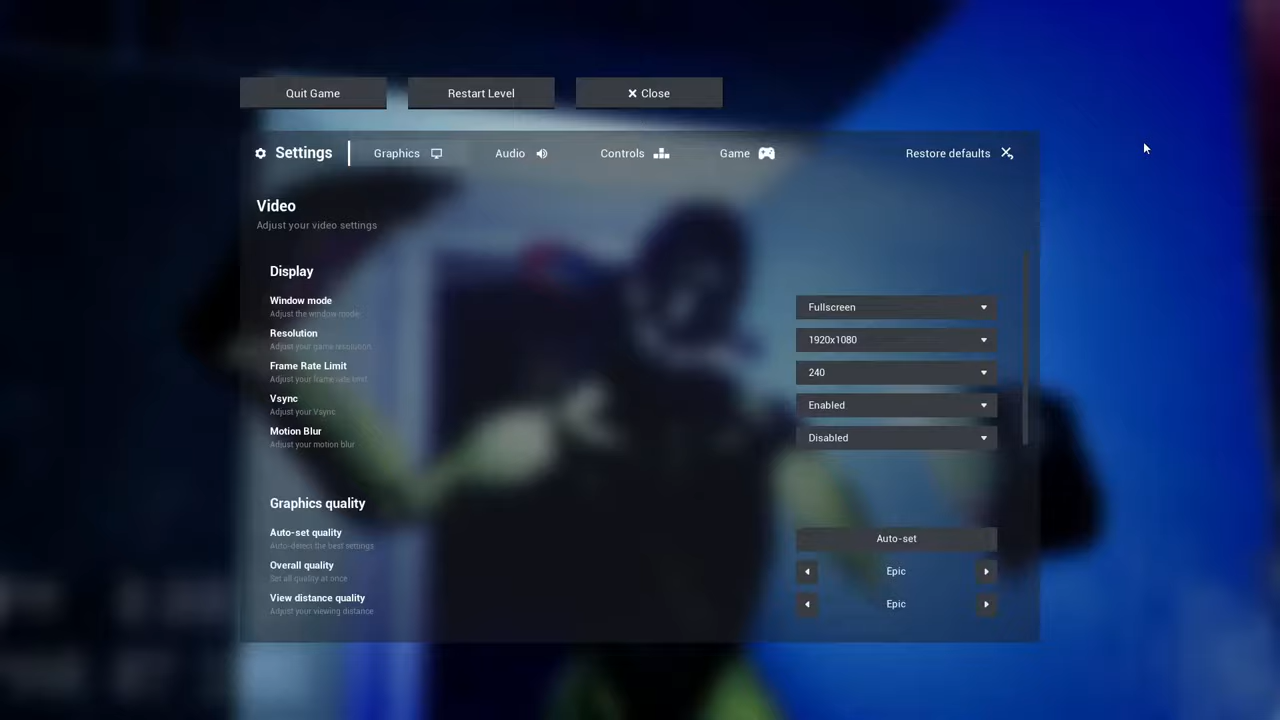 Quit Game
Restart Level
Close
Settings
Graphics
Audio
Controls
Game
Restore defaults
Video
Adjust your video settings
Display
Window mode
Adjust the window mode
Fullscreen
Resolution
Adjust your game resolution
1920x1080
Frame Rate Limit
Adjust your frame rate limit
240
Vsync
Adjust your Vsync
Enabled
Motion Blur
Adjust your motion blur
Disabled
Graphics quality
Auto-set quality
Auto-detect the best settings
Auto-set
Overall quality
Set all quality at once
Epic
View distance quality
Adjust your viewing distance
Epic